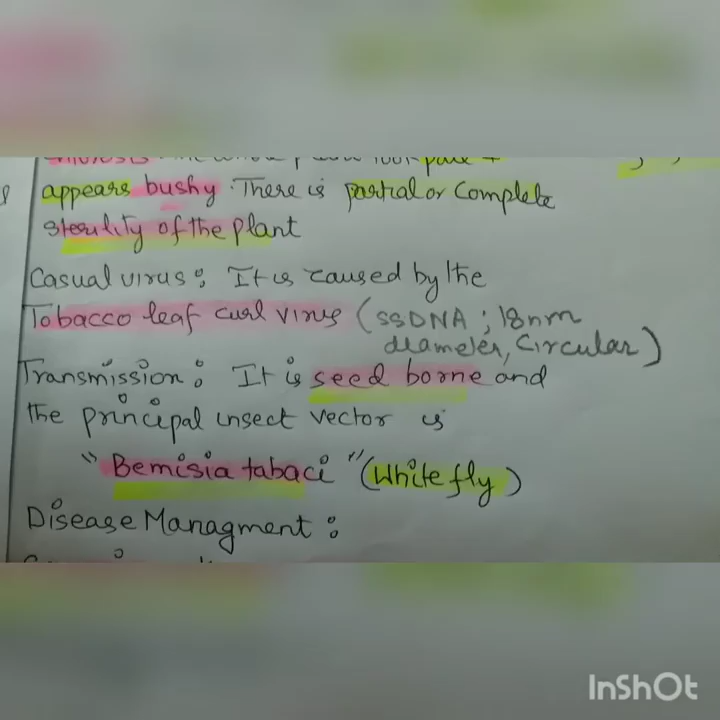 pale +
appears bushy. There is partial or Complete
sterility of the plant
Casual virus : It is caused by the
Tobacco leaf curl virus (ssDNA ; 18nm
diameter, Circular)
Transmission : It is seed borne and
the principal insect vector is
"Bemisia tabaci" (White fly)
Disease Managment :
InShOt